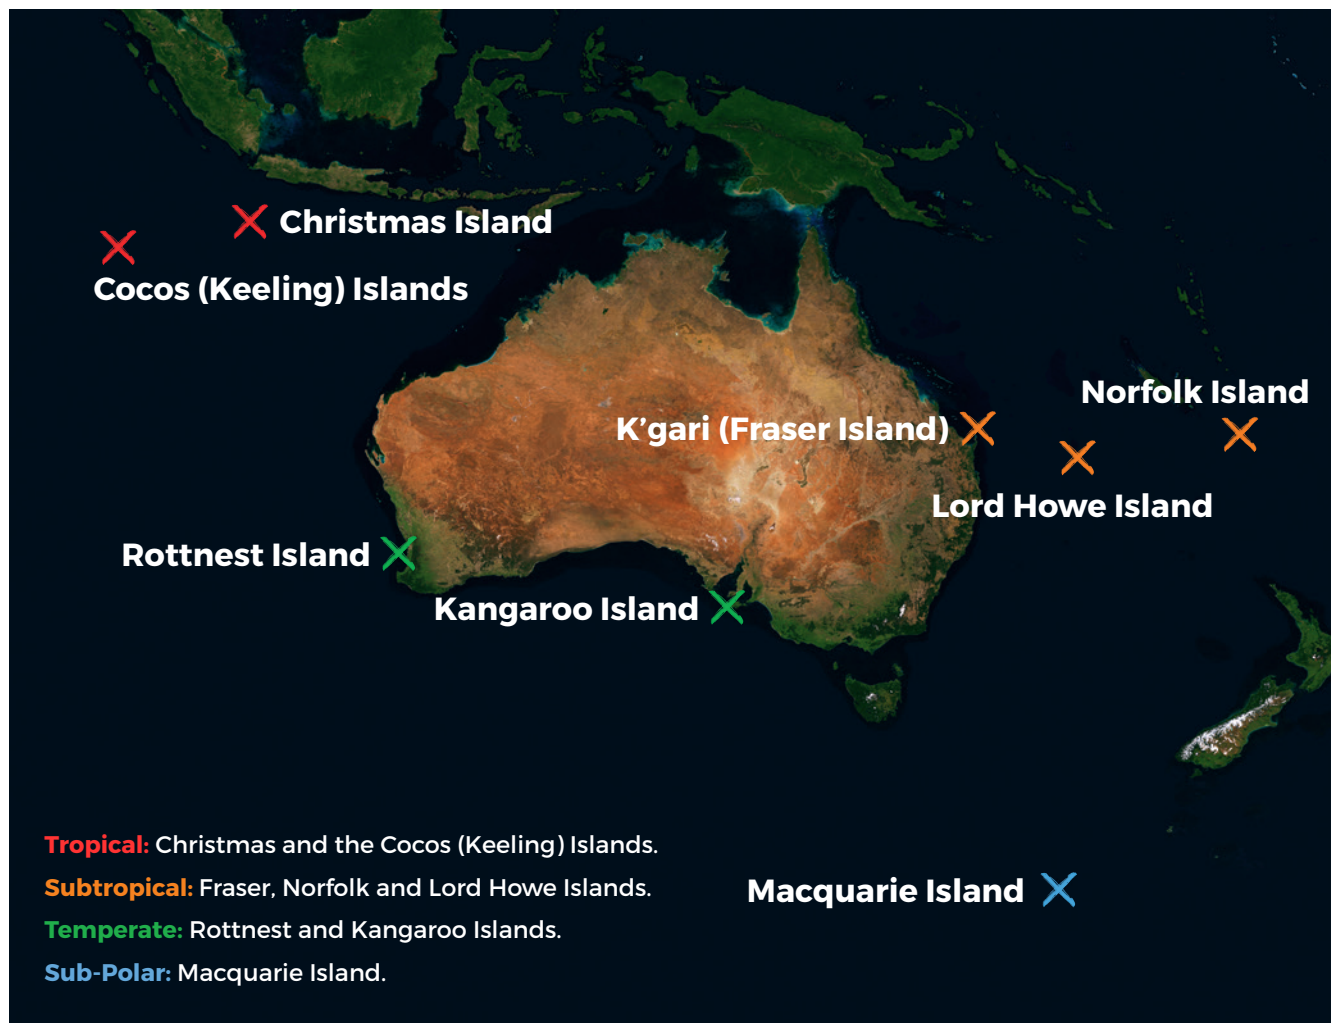 Christmas Island
Cocos (Keeling) Islands
Norfolk Island
K’gari (Fraser Island)
Lord Howe Island
Rottnest Island
Kangaroo Island
Tropical: Christmas and the Cocos (Keeling) Islands.
Subtropical: Fraser, Norfolk and Lord Howe Islands.
Macquarie Island
Temperate: Rottnest and Kangaroo Islands.
Sub-Polar: Macquarie Island.